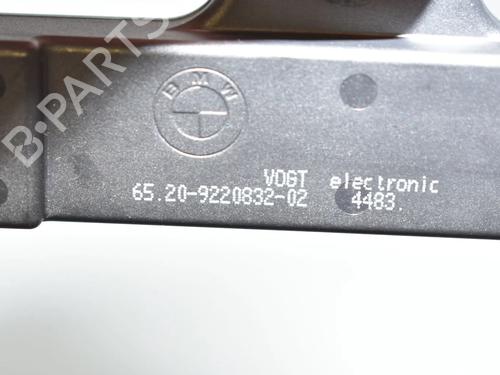 BMW
B-PARTS
VOGT electronic
65.20-9220832-02 4483.